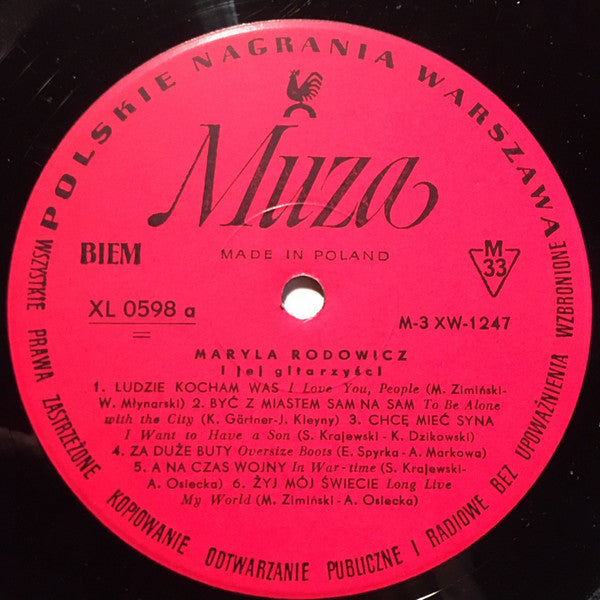 POLSKIE NAGRANIA WARSZAWA
Muza
MADE IN POLAND
BIEM
M
33
XL 0598 a
M-3 XW-1247
MARYLA RODOWICZ
i jej gitarzyści
1. LUDZIE KOCHAM WAS I Love You, People (M. Zimiński-
W. Młynarski) 2. BYĆ Z MIASTEM SAM NA SAM To Be Alone
with the City (K. Gärtner-J. Kleyny) 3. CHCĘ MIEĆ SYNA
I Want to Have a Son (S. Krajewski - K. Dzikowski)
4. ZA DUŻE BUTY Oversize Boots (E. Spyrka-A. Markowa)
5. A NA CZAS WOJNY In War-time (S. Krajewski-
A. Osiecka) 6. ŻYJ MÓJ ŚWIECIE Long Live
My World (M. Zimiński-A. Osiecka)
WSZYSTKIE PRAWA ZASTRZEŻONE KOPIOWANIE ODTWARZANIE PUBLICZNE I RADIOWE BEZ UPOWAŻNIENIA WZBRONIONE